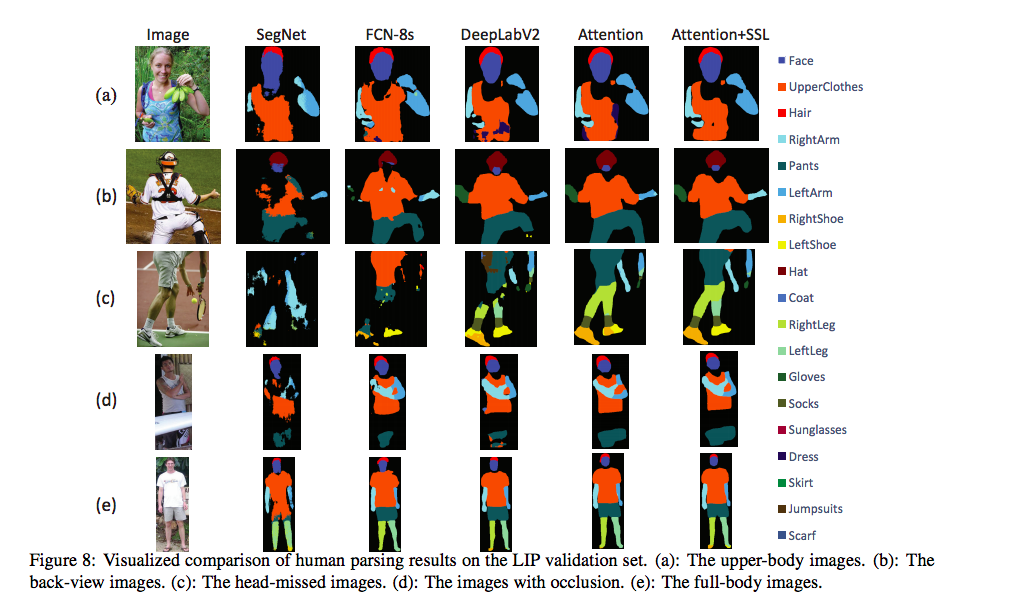 Image SegNet FCN-8s DeepLabV2 Attention Attention+SSL
(a)
(b)
(c)
(d)
(e)
Face
UpperClothes
Hair
RightArm
Pants
LeftArm
RightShoe
LeftShoe
Hat
Coat
RightLeg
LeftLeg
Gloves
Socks
Sunglasses
Dress
Skirt
Jumpsuits
Scarf
Figure 8: Visualized comparison of human parsing results on the LIP validation set. (a): The upper-body images. (b): The
back-view images. (c): The head-missed images. (d): The images with occlusion. (e): The full-body images.